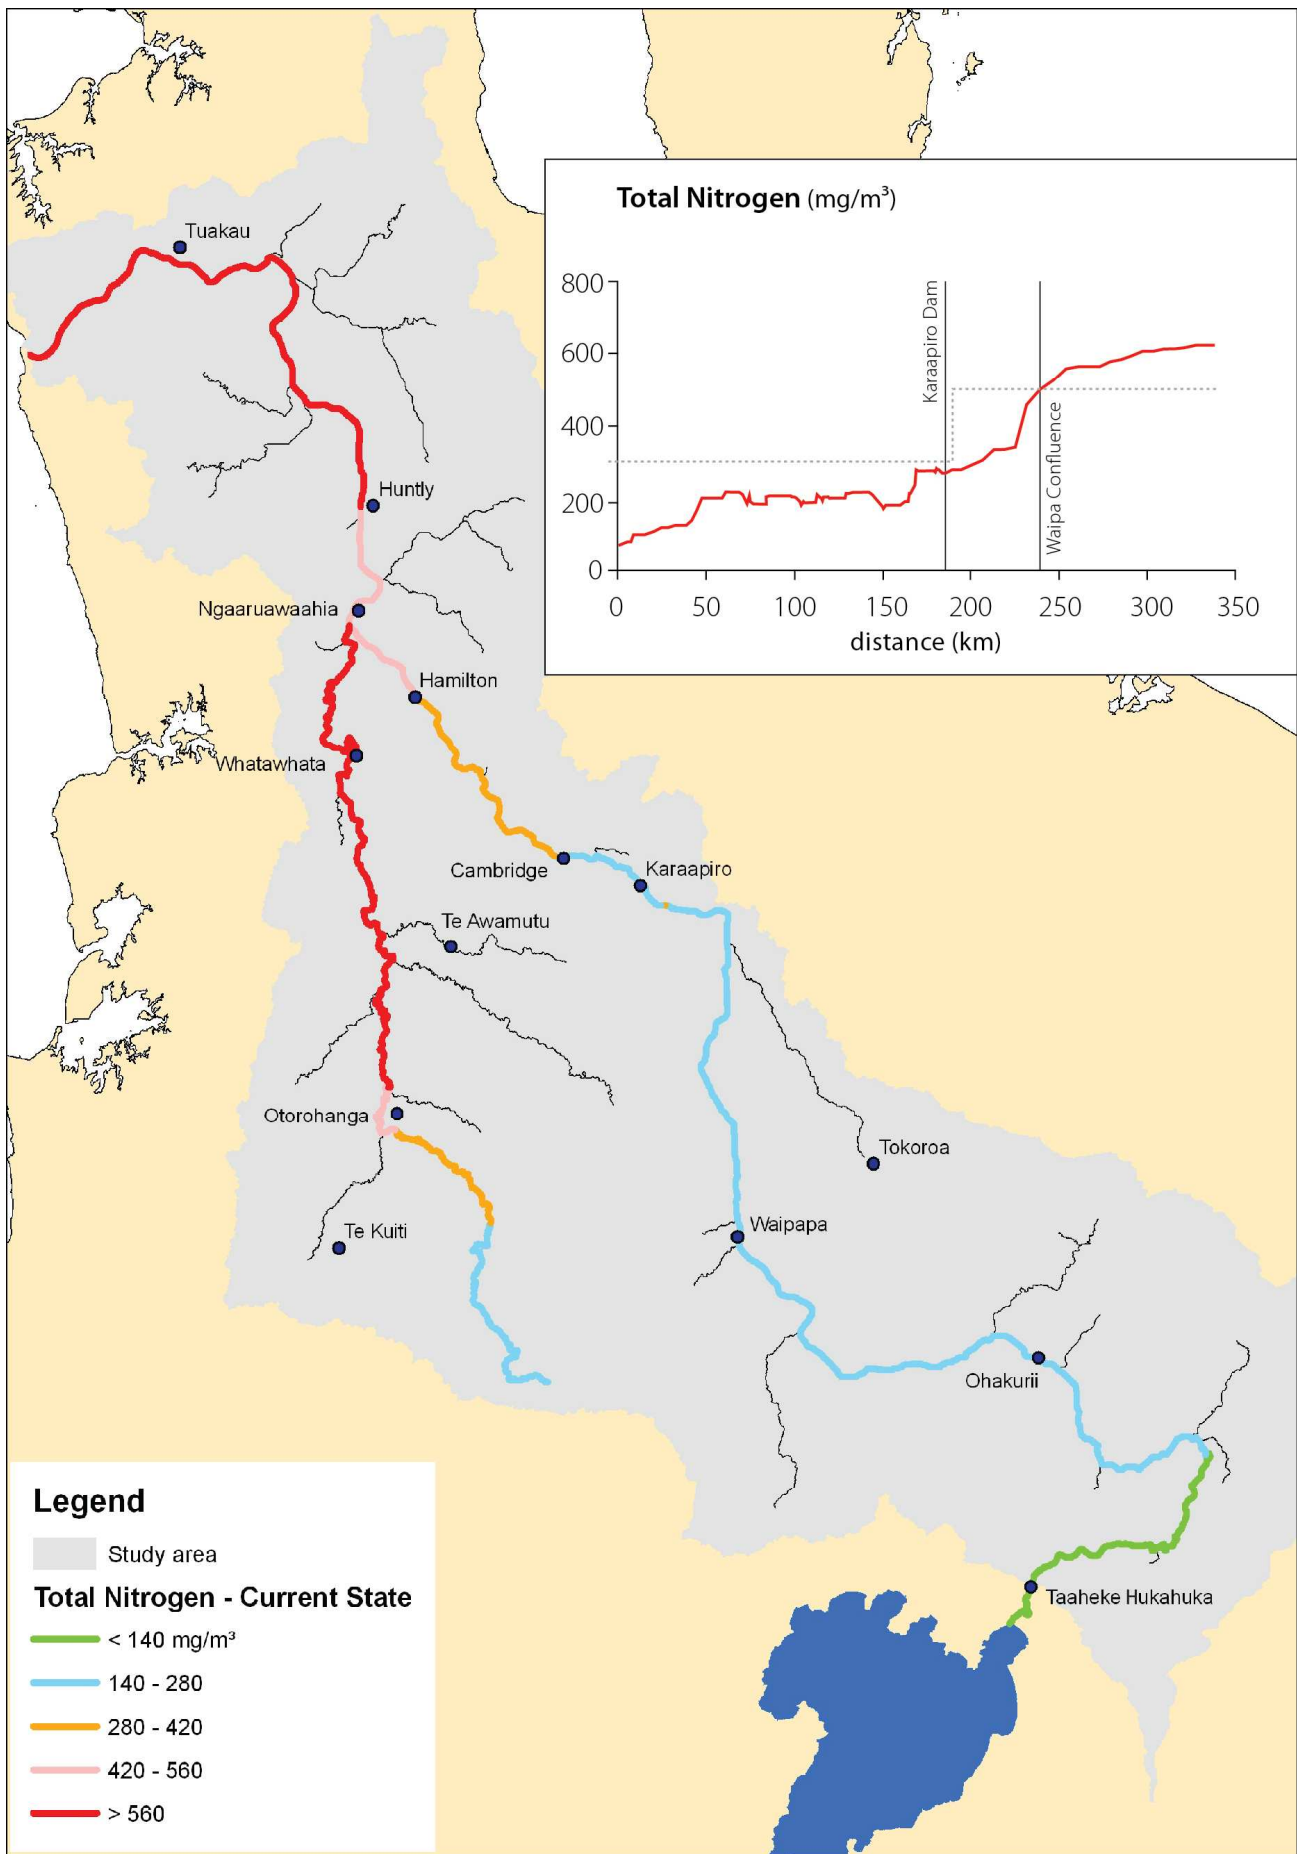 Tuakau
Huntly
Ngaaruawaahia
Hamilton
Whatawhata
Cambridge
Karaapiro
Te Awamutu
Otorohanga
Tokoroa
Te Kuiti
Waipapa
Ohakurii
Taaheke Hukahuka
Total Nitrogen (mg/m³)
800
600
400
200
0
Karaapiro Dam
Waipa Confluence
0 50 100 150 200 250 300 350
distance (km)
Legend
Study area
Total Nitrogen - Current State
< 140 mg/m³
140 - 280
280 - 420
420 - 560
> 560